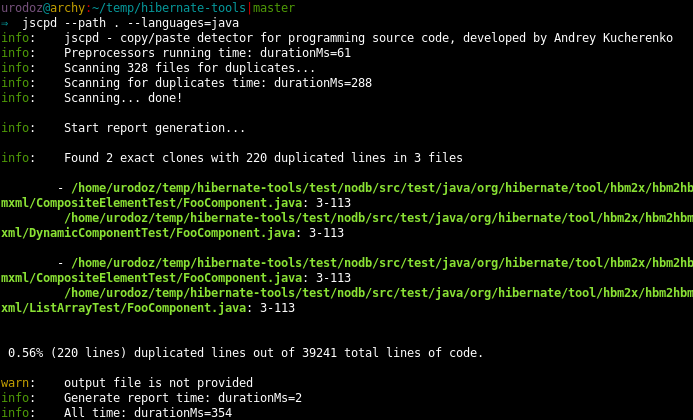 urodoz@archy:~/temp/hibernate-tools|master
⇒  jscpd --path . --languages=java
info:    jscpd - copy/paste detector for programming source code, developed by Andrey Kucherenko
info:    Preprocessors running time: durationMs=61
info:    Scanning 328 files for duplicates...
info:    Scanning for duplicates time: durationMs=288
info:    Scanning... done!
info:    Start report generation...
info:    Found 2 exact clones with 220 duplicated lines in 3 files
- /home/urodoz/temp/hibernate-tools/test/nodb/src/test/java/org/hibernate/tool/hbm2x/hbm2hb
mxml/CompositeElementTest/FooComponent.java: 3-113
/home/urodoz/temp/hibernate-tools/test/nodb/src/test/java/org/hibernate/tool/hbm2x/hbm2hbm
xml/DynamicComponentTest/FooComponent.java: 3-113
- /home/urodoz/temp/hibernate-tools/test/nodb/src/test/java/org/hibernate/tool/hbm2x/hbm2hb
mxml/CompositeElementTest/FooComponent.java: 3-113
/home/urodoz/temp/hibernate-tools/test/nodb/src/test/java/org/hibernate/tool/hbm2x/hbm2hbm
xml/ListArrayTest/FooComponent.java: 3-113
0.56% (220 lines) duplicated lines out of 39241 total lines of code.
warn:    output file is not provided
info:    Generate report time: durationMs=2
info:    All time: durationMs=354